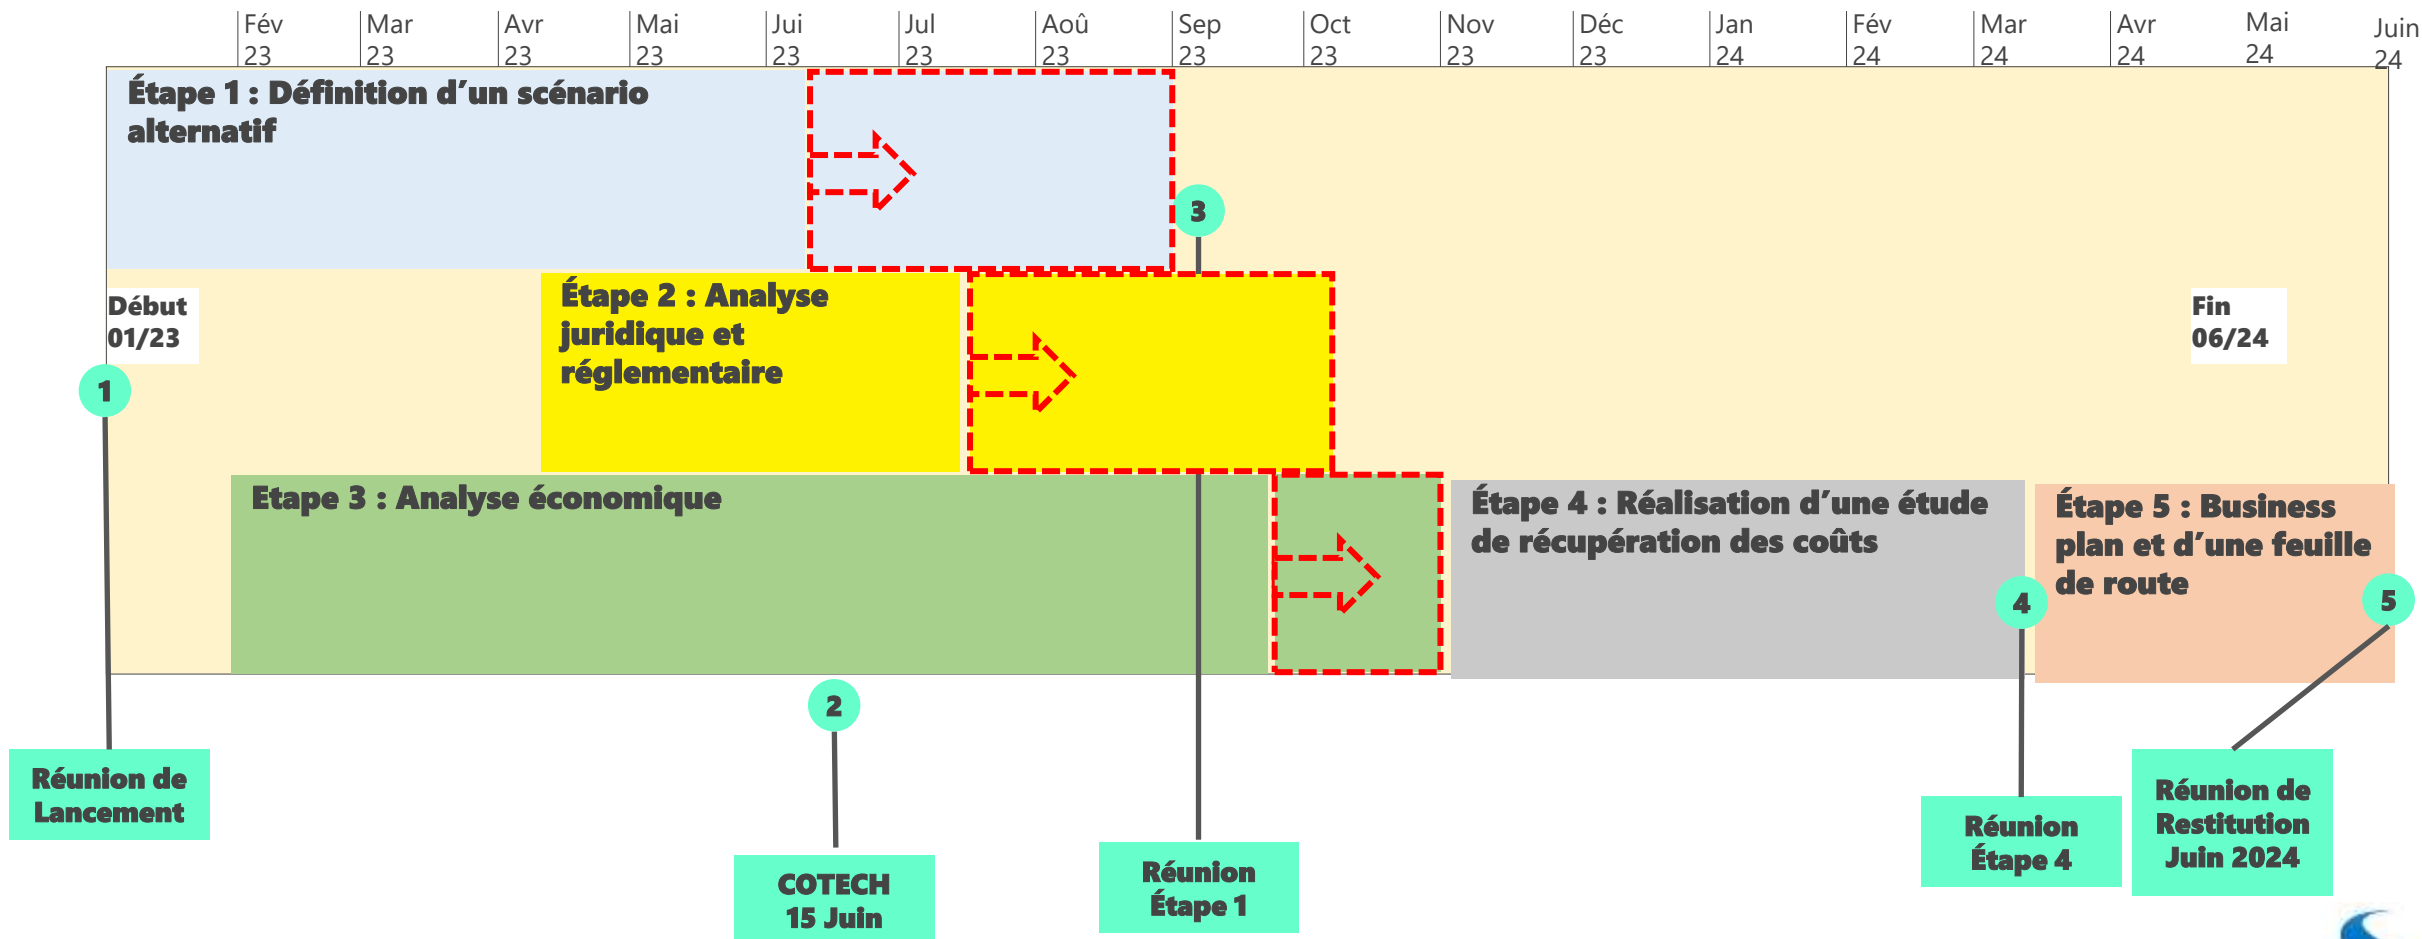 Fév
23
Mar
23
Avr
23
Mai
23
Jui
23
Jul
23
Aoû
23
Sep
23
Oct
23
Nov
23
Déc
23
Jan
24
Fév
24
Mar
24
Avr
24
Mai
24
Juin
24
Étape 1 : Définition d’un scénario
alternatif
3
Début
01/23
Étape 2 : Analyse
juridique et
réglementaire
Fin
06/24
1
Etape 3 : Analyse économique
Étape 4 : Réalisation d’une étude
de récupération des coûts
Étape 5 : Business
plan et d’une feuille
de route
4
5
2
Réunion de
Lancement
COTECH
15 Juin
Réunion
Étape 1
Réunion
Étape 4
Réunion de
Restitution
Juin 2024